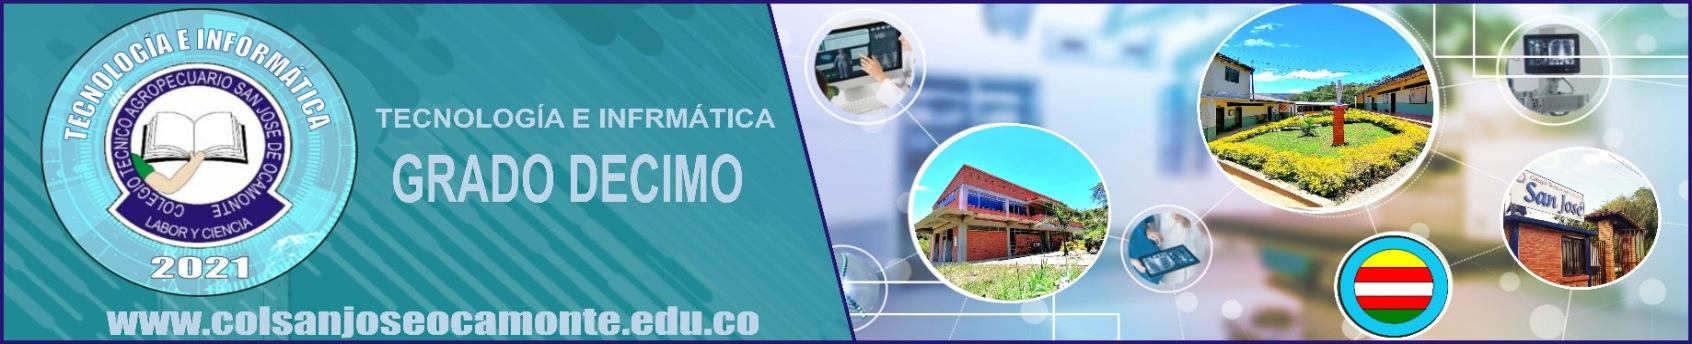 TECNOLOGÍA E INFORMÁTICA
COLEGIO TECNICO AGROPECUARIO SAN JOSE DE OCAMONTE
LABOR Y CIENCIA
2021
TECNOLOGÍA E INFRMÁTICA
GRADO DECIMO
www.colsanjoseocamonte.edu.co
San José